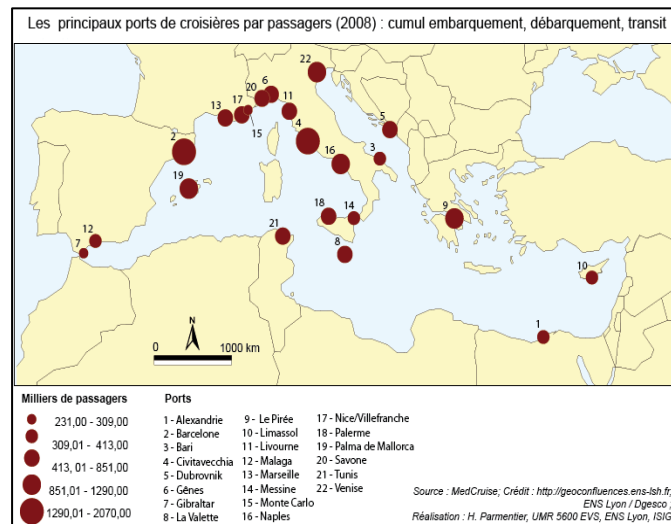 Les principaux ports de croisières par passagers (2008) : cumul embarquement, débarquement, transit
22
20
6
13
17
11
15
5
2
4
3
16
19
18
14
9
12
7
21
8
10
1
N
0 1000 km
Milliers de passagers
231,00 - 309,00
309,01 - 413,00
413,01 - 851,00
851,01 - 1290,00
1290,01 - 2070,00
Ports
1 - Alexandrie
2 - Barcelone
3 - Bari
4 - Civitavecchia
5 - Dubrovnik
6 - Gênes
7 - Gibraltar
8 - La Valette
9 - Le Pirée
10 - Limassol
11 - Livourne
12 - Malaga
13 - Marseille
14 - Messine
15 - Monte Carlo
16 - Naples
17 - Nice/Villefranche
18 - Palerme
19 - Palma de Mallorca
20 - Savone
21 - Tunis
22 - Venise
Source : MedCruise; Crédit : http://geoconfluences.ens-lsh.fr,
ENS Lyon / Dgesco ;
Réalisation : H. Parmentier, UMR 5600 EVS, ENS Lyon, ISIG